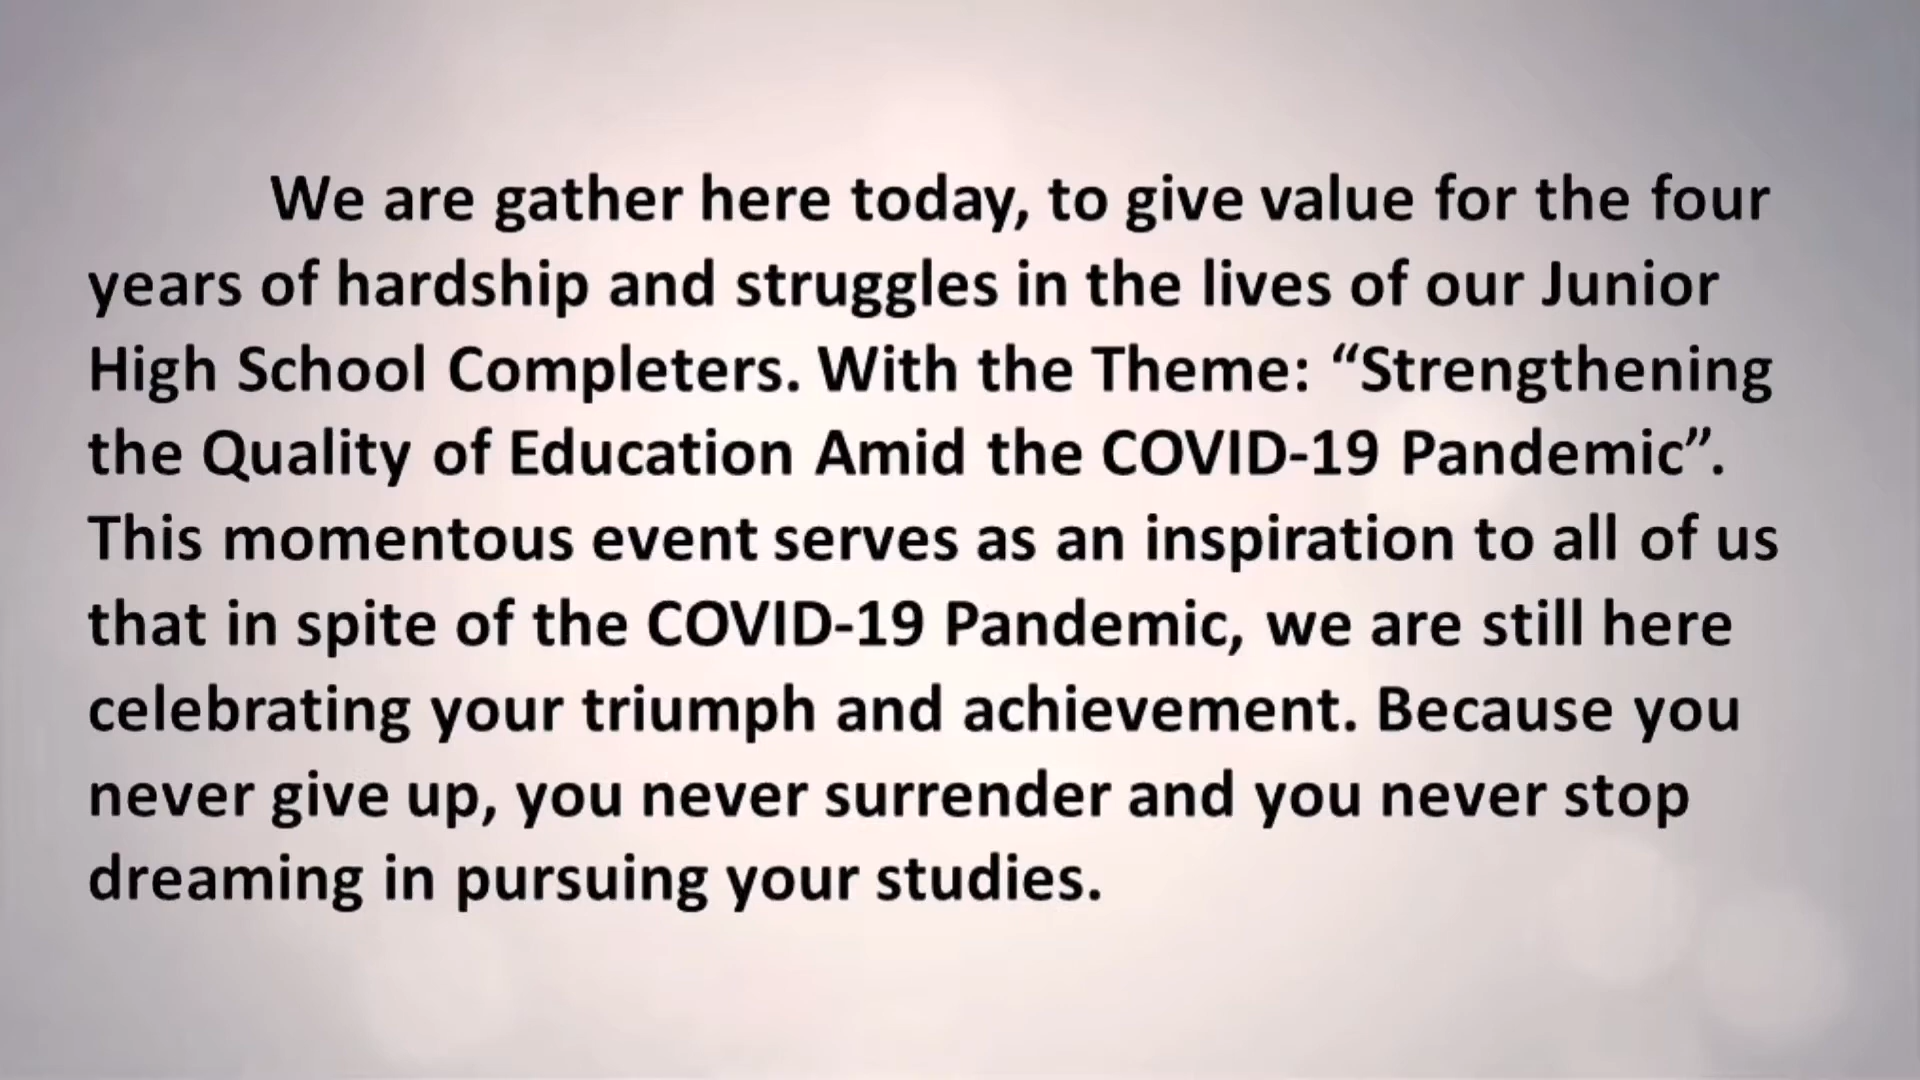 We are gather here today, to give value for the four
years of hardship and struggles in the lives of our Junior
High School Completers. With the Theme: “Strengthening
the Quality of Education Amid the COVID-19 Pandemic”.
This momentous event serves as an inspiration to all of us
that in spite of the COVID-19 Pandemic, we are still here
celebrating your triumph and achievement. Because you
never give up, you never surrender and you never stop
dreaming in pursuing your studies.